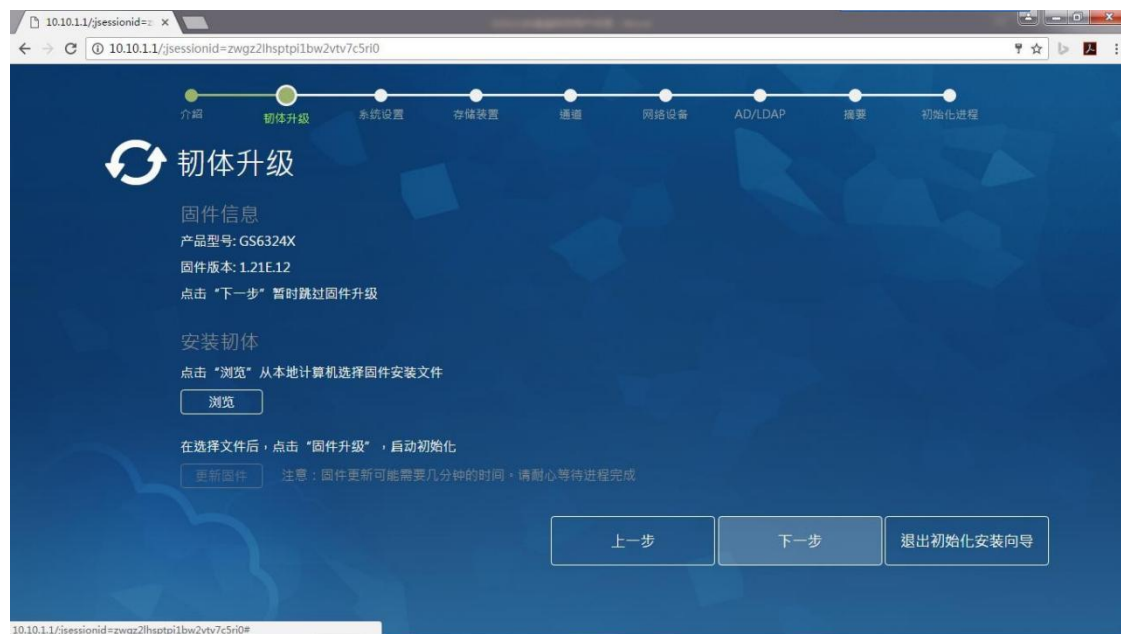 10.10.1.1/;jsessionid=z
10.10.1.1/;jsessionid=zwgz2lhsptpi1bw2vtv7c5ri0
介紹
韧体升级
系统设置
存储装置
通道
网络设备
AD/LDAP
摘要
初始化进程
韧体升级
固件信息
产品型号: GS6324X
固件版本: 1.21E.12
点击“下一步”暂时跳过固件升级
安装韧体
点击“浏览”从本地计算机选择固件安装文件
浏览
在选择文件后，点击“固件升级”，启动初始化
更新固件 注意：固件更新可能需要几分钟的时间。请耐心等待进程完成
上一步 下一步 退出初始化安装向导
10.10.1.1/;jsessionid=zwgz2lhsptpi1bw2vtv7c5ri0#